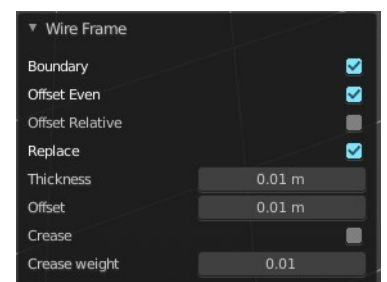 Wire Frame
Boundary
Offset Even
Offset Relative
Replace
Thickness 0.01 m
Offset 0.01 m
Crease
Crease weight 0.01